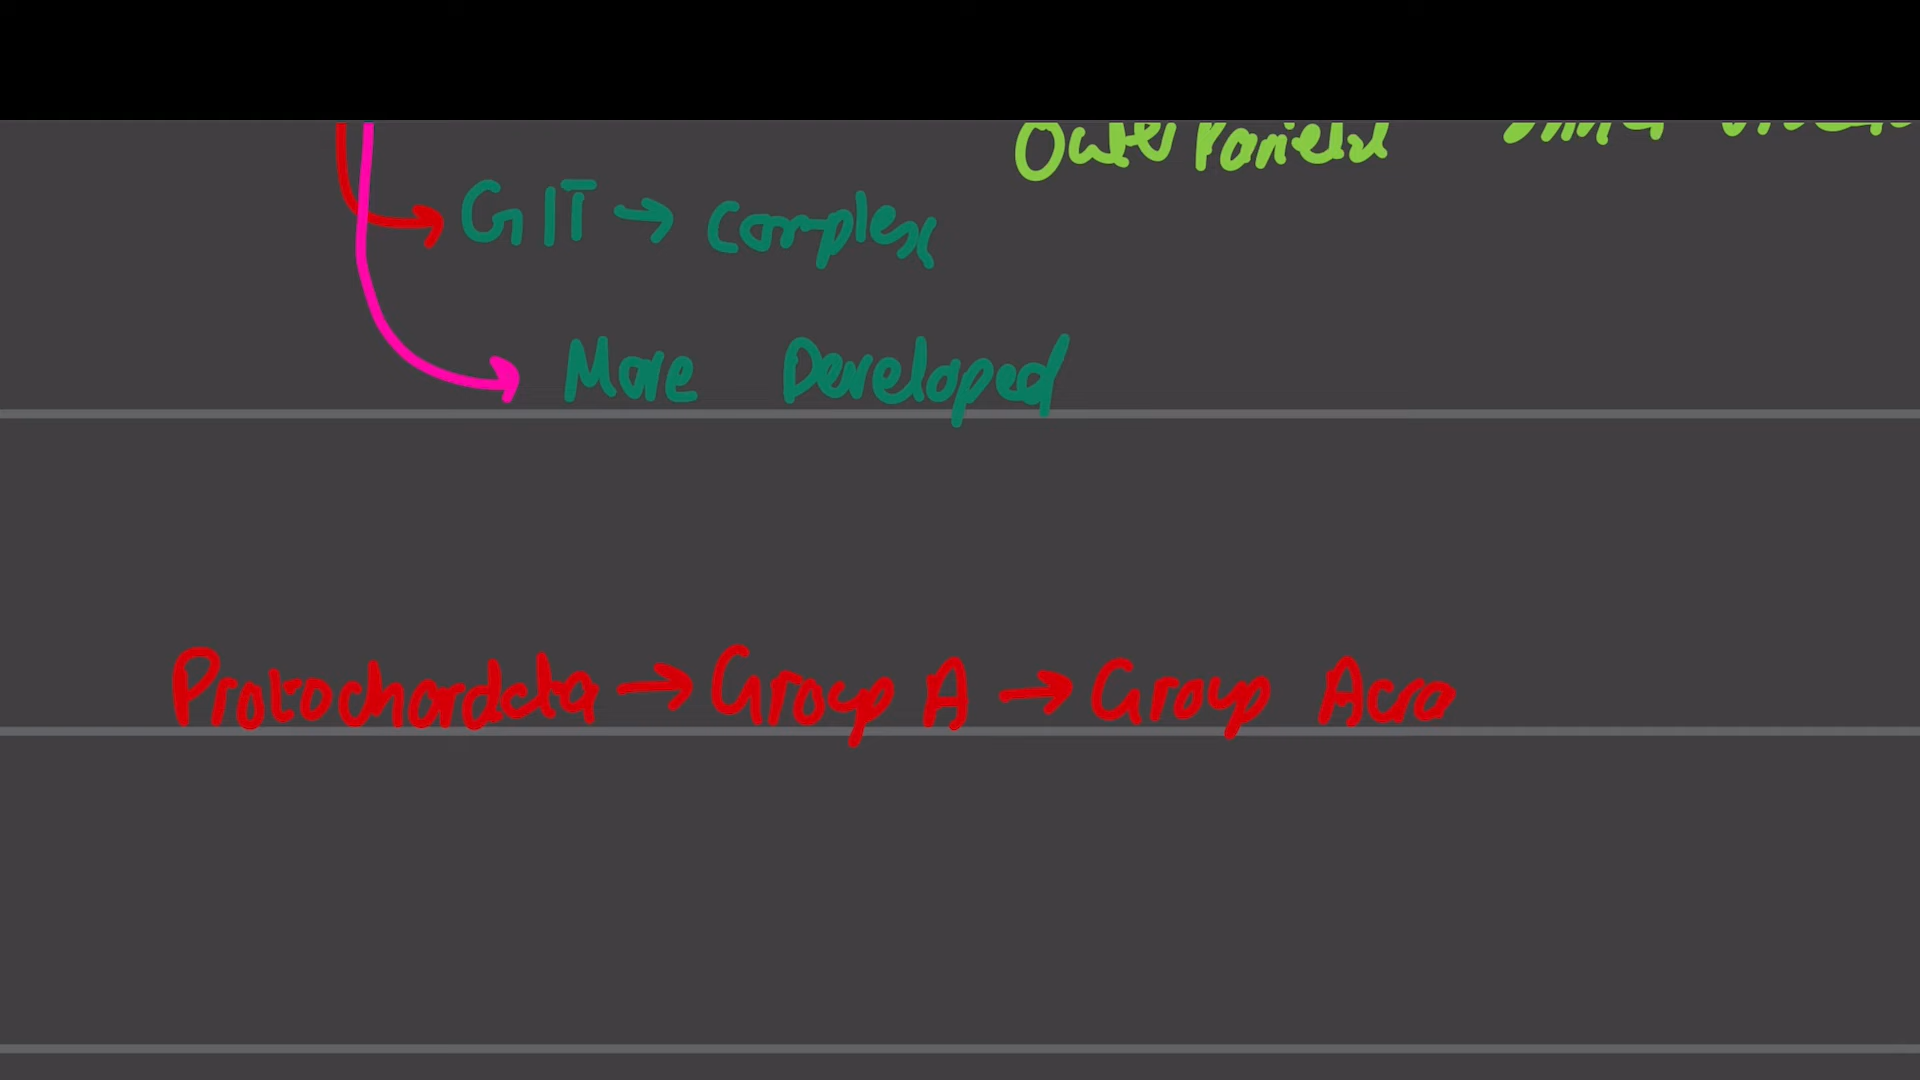 Outer Parietal
GIT → Complex
More Developed
Protochordata → Group A → Group Acra